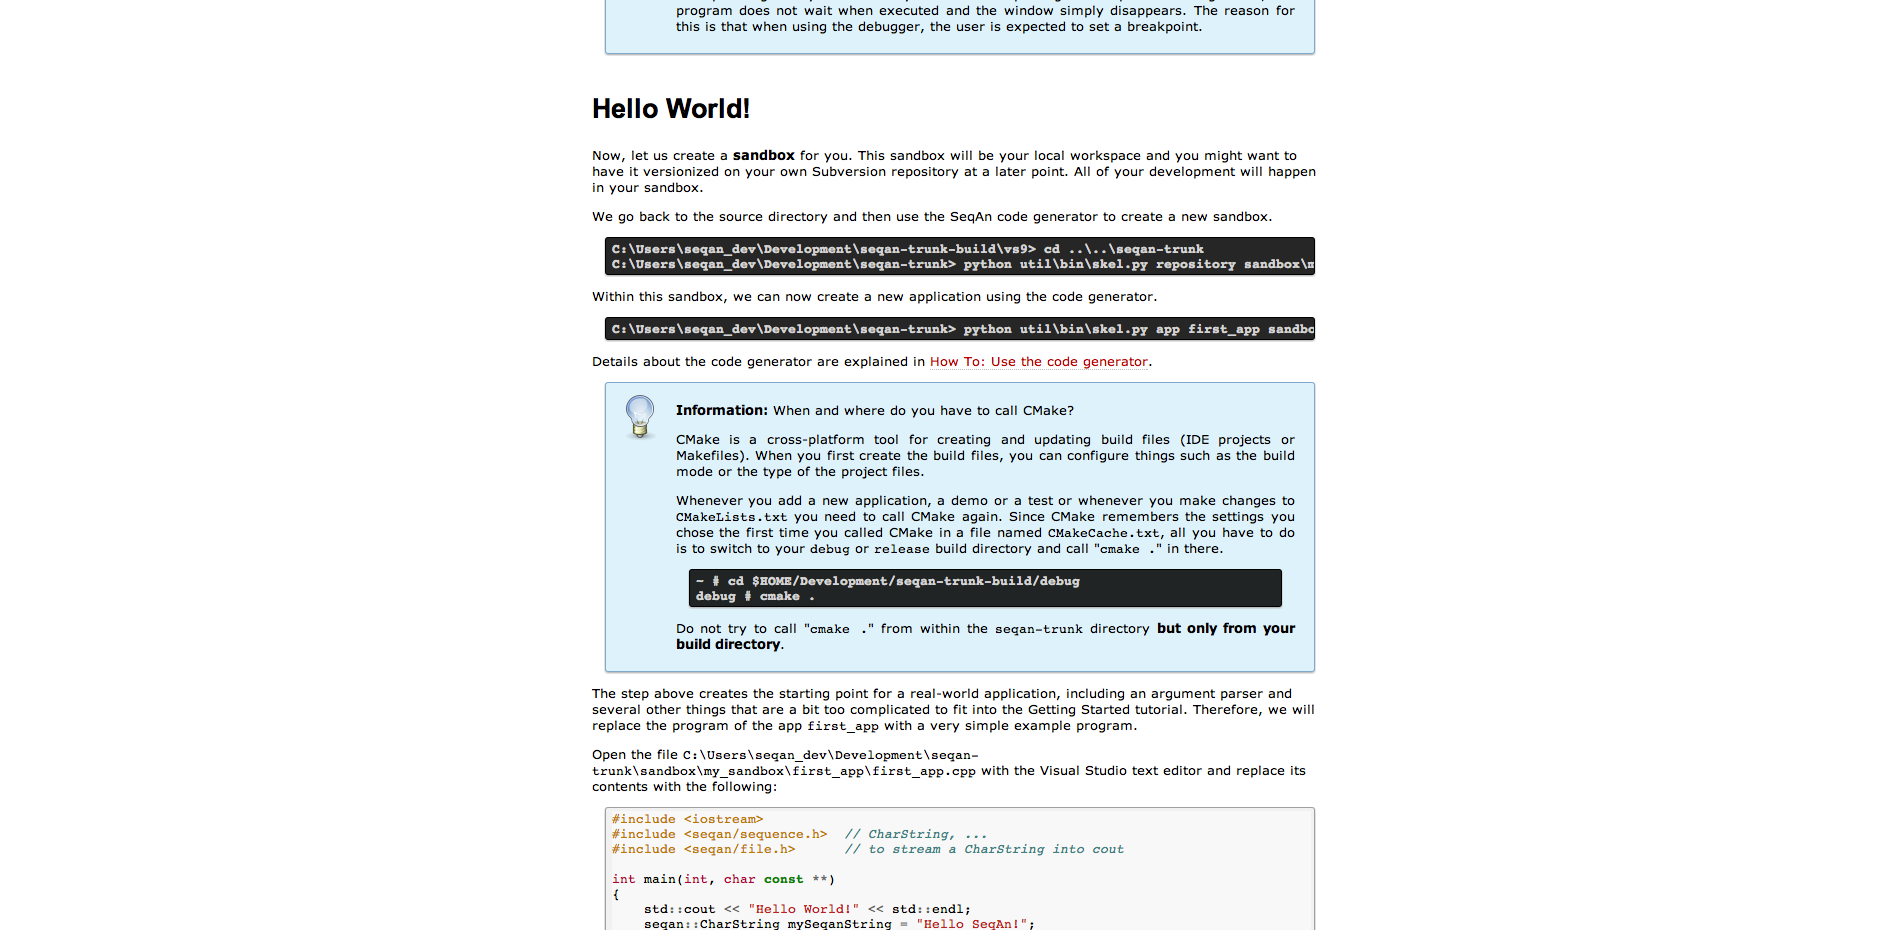 program does not wait when executed and the window simply disappears. The reason for
this is that when using the debugger, the user is expected to set a breakpoint.
Hello World!
Now, let us create a sandbox for you. This sandbox will be your local workspace and you might want to
have it versionized on your own Subversion repository at a later point. All of your development will happen
in your sandbox.
We go back to the source directory and then use the SeqAn code generator to create a new sandbox.
C:\Users\seqan_dev\Development\seqan-trunk-build\vs9> cd ..\..\seqan-trunk
C:\Users\seqan_dev\Development\seqan-trunk> python util\bin\skel.py repository sandbox\m
Within this sandbox, we can now create a new application using the code generator.
C:\Users\seqan_dev\Development\seqan-trunk> python util\bin\skel.py app first_app sandbo
Details about the code generator are explained in How To: Use the code generator.
Information: When and where do you have to call CMake?
CMake is a cross-platform tool for creating and updating build files (IDE projects or
Makefiles). When you first create the build files, you can configure things such as the build
mode or the type of the project files.
Whenever you add a new application, a demo or a test or whenever you make changes to
CMakeLists.txt you need to call CMake again. Since CMake remembers the settings you
chose the first time you called CMake in a file named CMakeCache.txt, all you have to do
is to switch to your debug or release build directory and call "cmake ." in there.
~ # cd $HOME/Development/seqan-trunk-build/debug
debug # cmake .
Do not try to call "cmake ." from within the seqan-trunk directory but only from your
build directory.
The step above creates the starting point for a real-world application, including an argument parser and
several other things that are a bit too complicated to fit into the Getting Started tutorial. Therefore, we will
replace the program of the app first_app with a very simple example program.
Open the file C:\Users\seqan_dev\Development\seqan-
trunk\sandbox\my_sandbox\first_app\first_app.cpp with the Visual Studio text editor and replace its
contents with the following:
#include <iostream>
#include <seqan/sequence.h>  // CharString, ...
#include <seqan/file.h>      // to stream a CharString into cout
int main(int, char const **)
{
    std::cout << "Hello World!" << std::endl;
    seqan::CharString mySeqanString = "Hello SeqAn!";